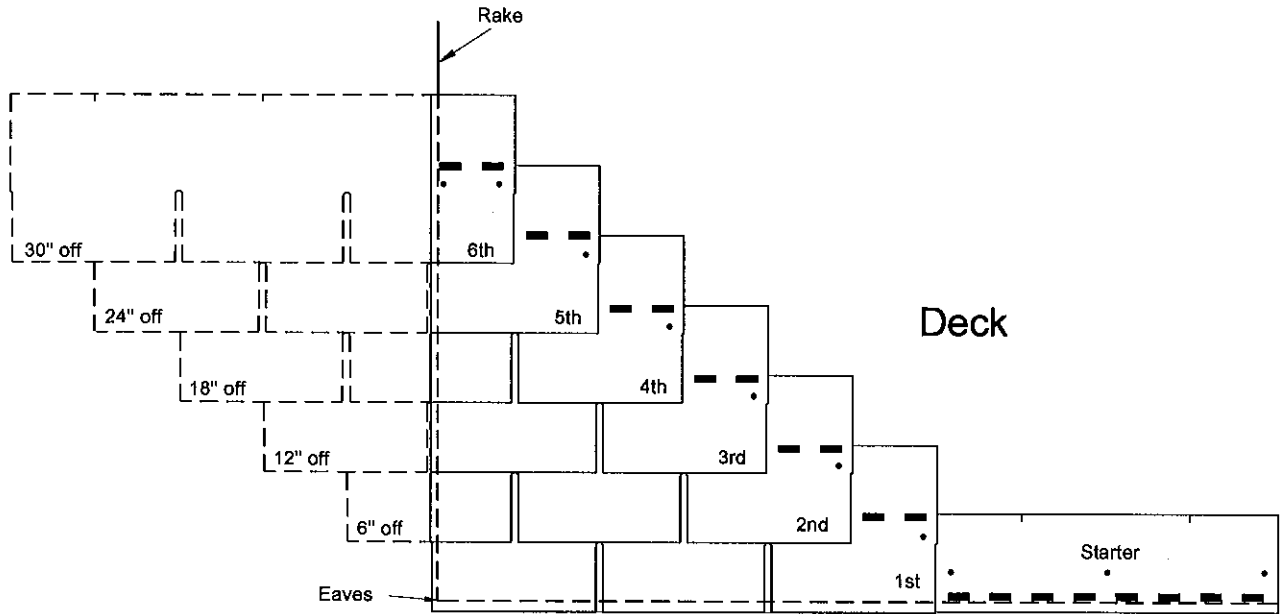 Rake
6th
30" off
5th
24" off
Deck
4th
18" off
3rd
12" off
2nd
6" off
Starter
1st
Eaves